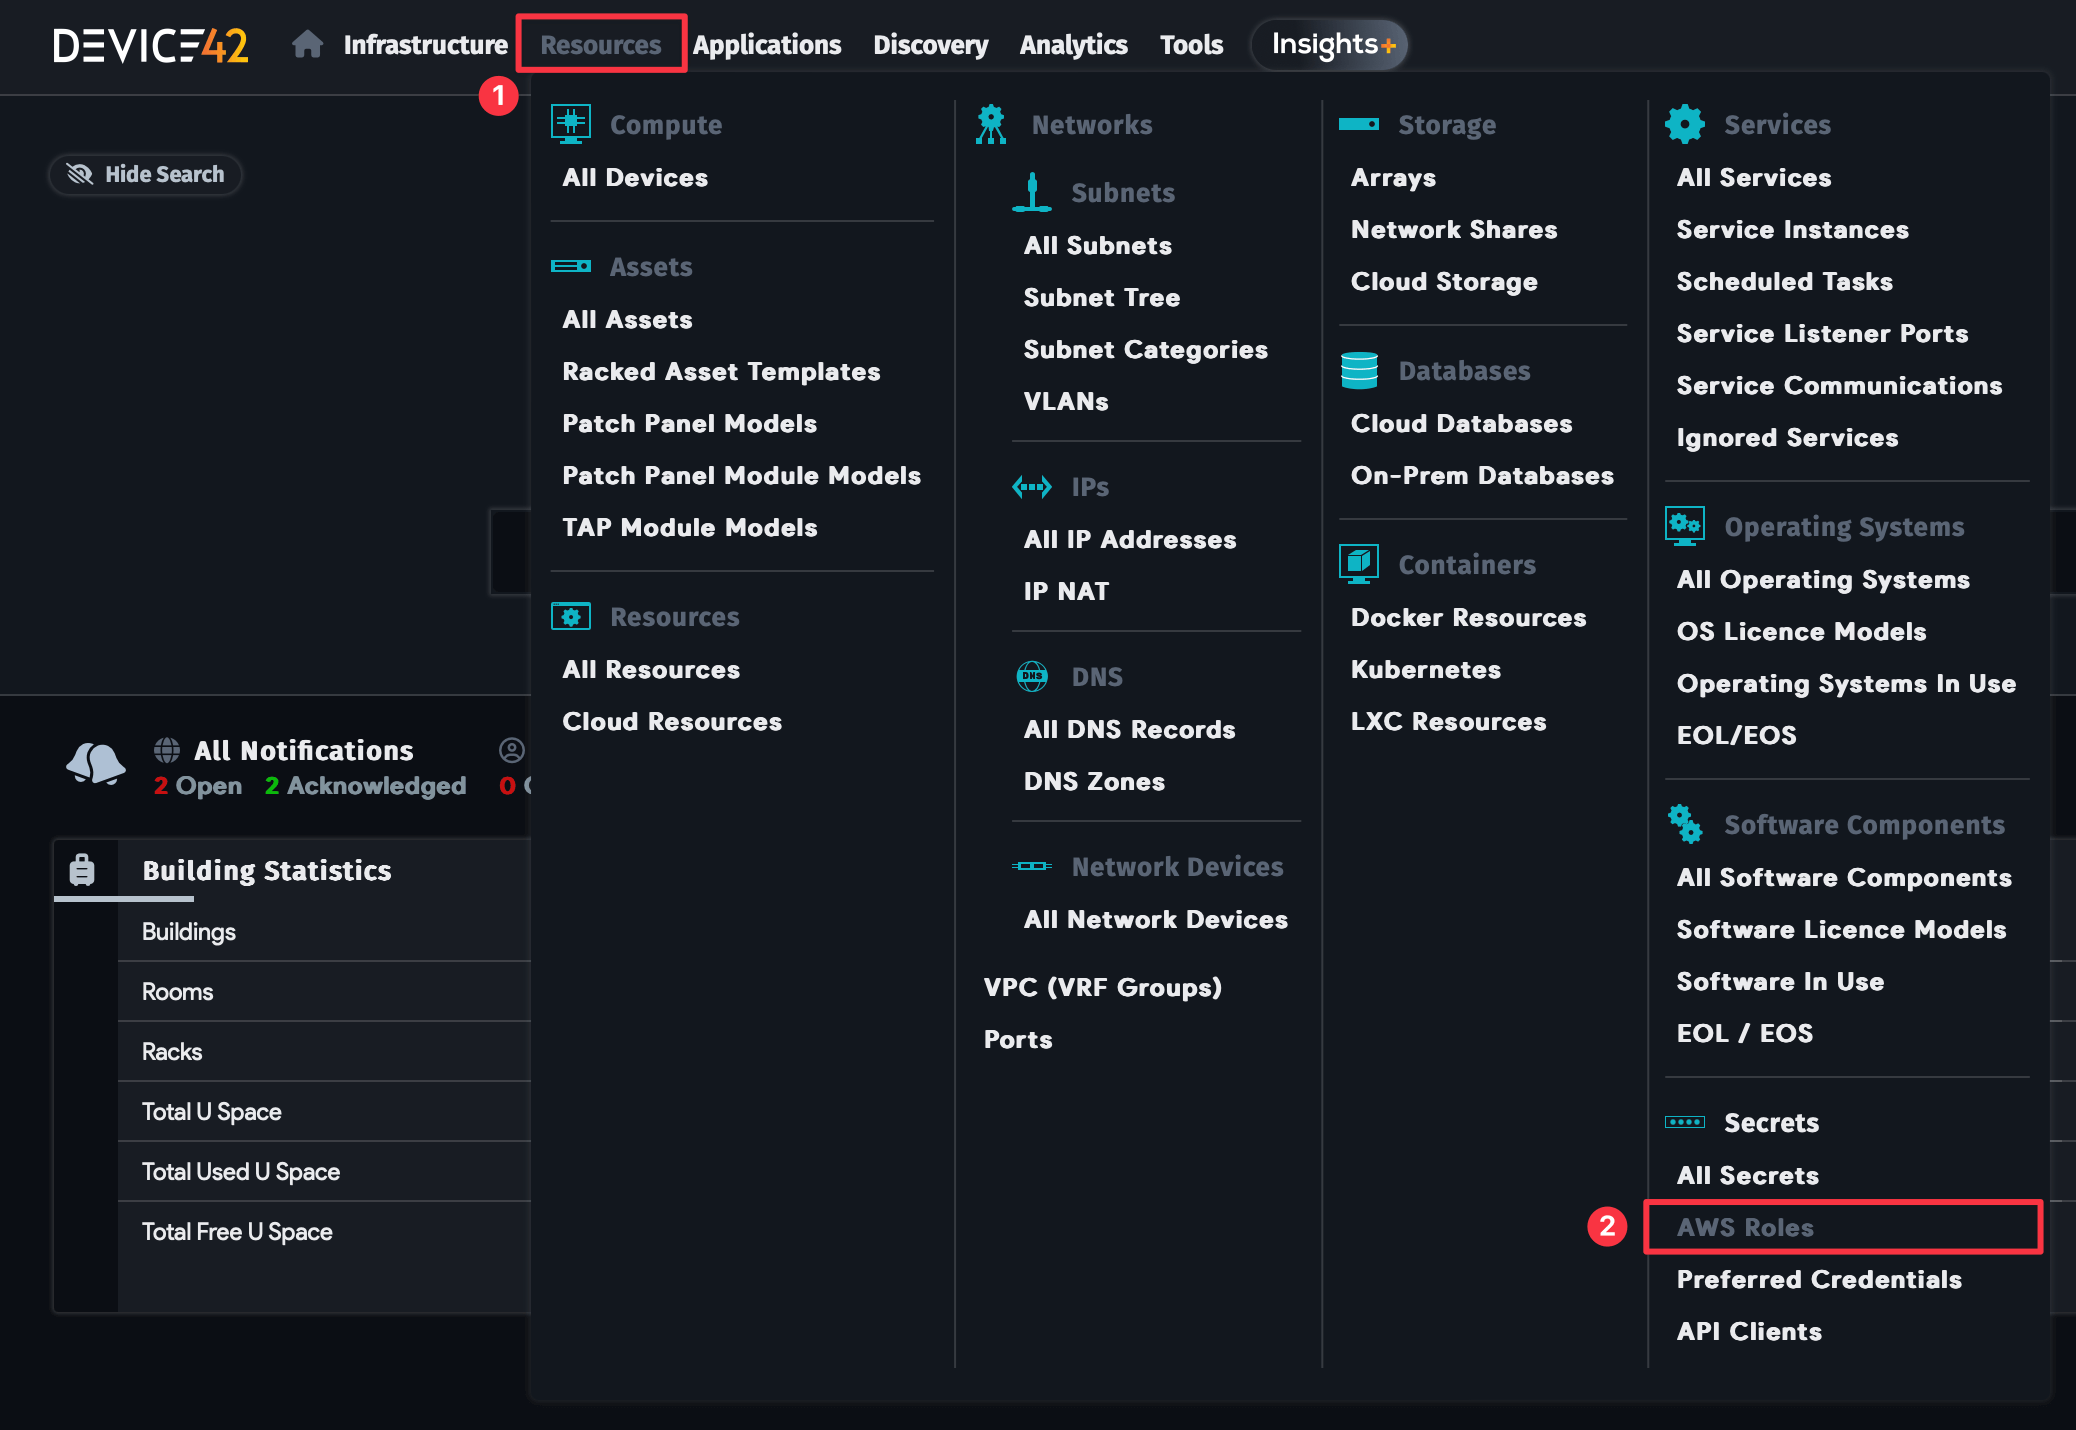 DEVICE42
Infrastructure
Resources
Applications
Discovery
Analytics
Tools
Insights+
1
Hide Search
Compute
All Devices
Assets
All Assets
Racked Asset Templates
Patch Panel Models
Patch Panel Module Models
TAP Module Models
Resources
All Resources
Cloud Resources
Networks
Subnets
All Subnets
Subnet Tree
Subnet Categories
VLANs
IPs
All IP Addresses
IP NAT
DNS
DNS
All DNS Records
DNS Zones
Network Devices
All Network Devices
VPC (VRF Groups)
Ports
Storage
Arrays
Network Shares
Cloud Storage
Databases
Cloud Databases
On-Prem Databases
Containers
Docker Resources
Kubernetes
LXC Resources
Services
All Services
Service Instances
Scheduled Tasks
Service Listener Ports
Service Communications
Ignored Services
Operating Systems
All Operating Systems
OS Licence Models
Operating Systems In Use
EOL/EOS
Software Components
All Software Components
Software Licence Models
Software In Use
EOL / EOS
Secrets
All Secrets
2
AWS Roles
Preferred Credentials
API Clients
All Notifications
2 Open 2 Acknowledged
0
Building Statistics
Buildings
Rooms
Racks
Total U Space
Total Used U Space
Total Free U Space